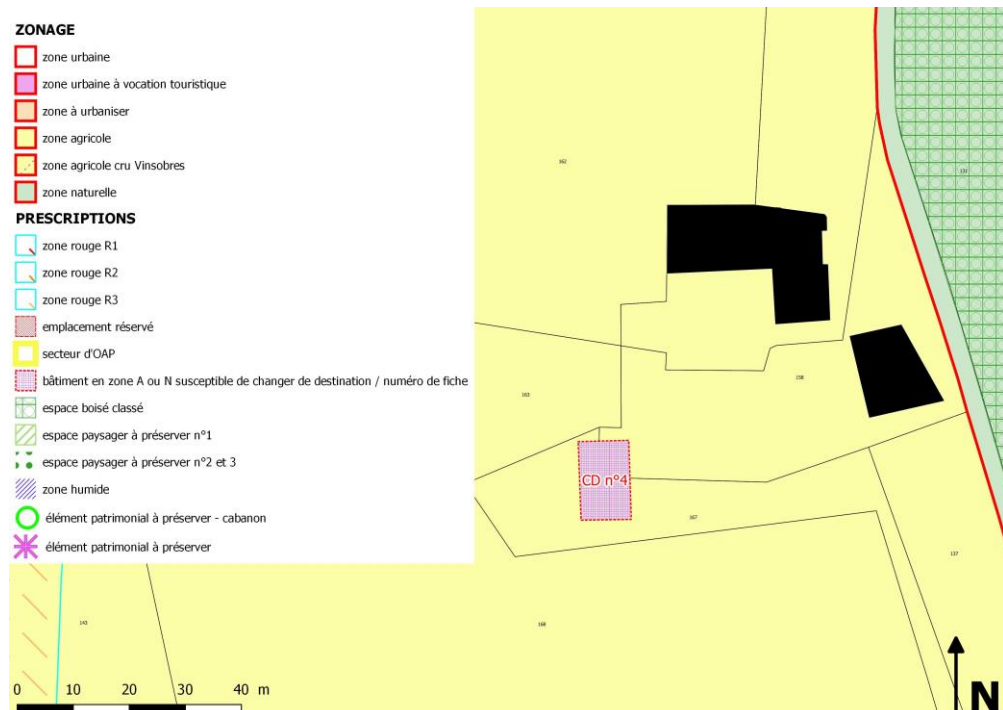 ZONAGE
zone urbaine
zone urbaine à vocation touristique
zone à urbaniser
zone agricole
zone agricole cru Vinsobres
zone naturelle
PRESCRIPTIONS
zone rouge R1
zone rouge R2
zone rouge R3
emplacement réservé
secteur d'OAP
bâtiment en zone A ou N susceptible de changer de destination / numéro de fiche
espace boisé classé
espace paysager à préserver n°1
espace paysager à préserver n°2 et 3
zone humide
élément patrimonial à préserver - cabanon
élément patrimonial à préserver
162
131
158
163
CD n°4
167
137
143
168
0 10 20 30 40 m
N